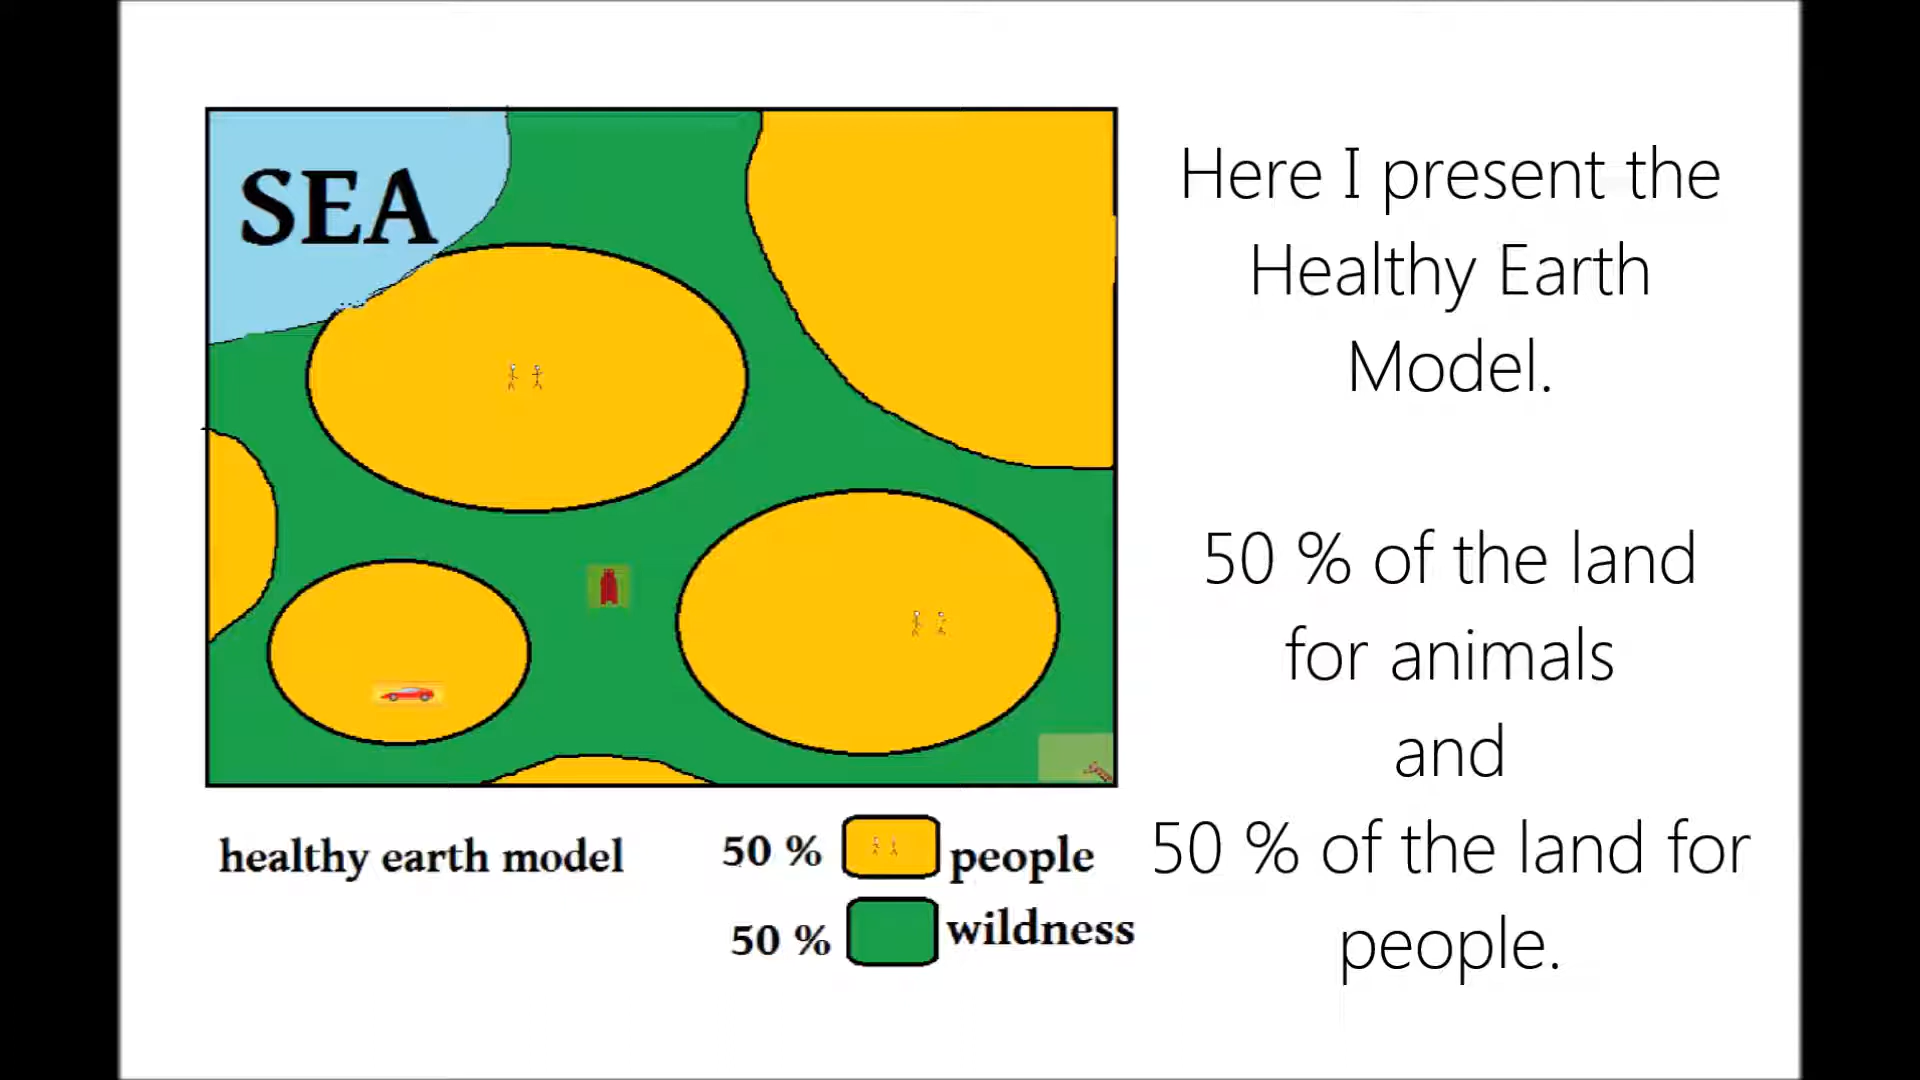 SEA
healthy earth model
50 % people
50 % wildness
Here I present the
Healthy Earth
Model.
50 % of the land
for animals
and
50 % of the land for
people.